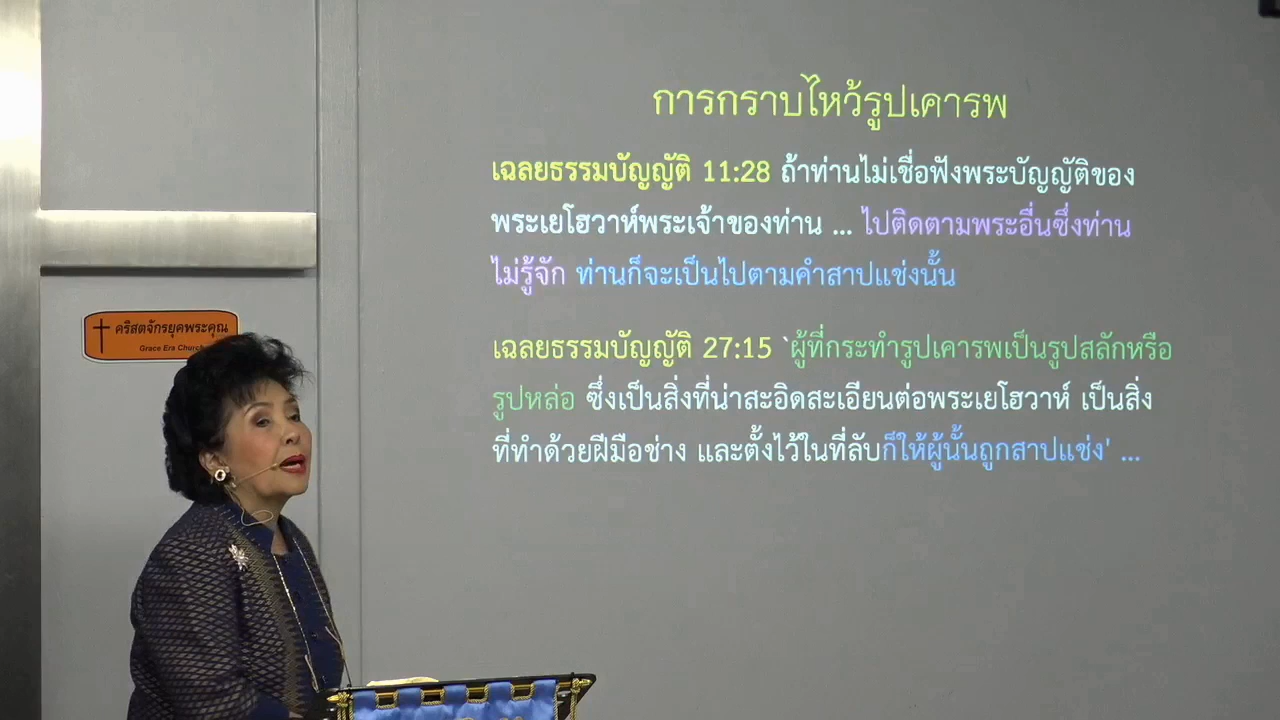 การกราบไหว้รูปเคารพ
เฉลยธรรมบัญญัติ 11:28 ถ้าท่านไม่เชื่อฟังพระบัญญัติของ
พระเยโฮวาห์พระเจ้าของท่าน ... ไปติดตามพระอื่นซึ่งท่าน
ไม่รู้จัก ท่านก็จะเป็นไปตามคำสาปแช่งนั้น
เฉลยธรรมบัญญัติ 27:15 `ผู้ที่กระทำรูปเคารพเป็นรูปสลักหรือ
รูปหล่อ ซึ่งเป็นสิ่งที่น่าสะอิดสะเอียนต่อพระเยโฮวาห์ เป็นสิ่ง
ที่ทำด้วยฝีมือช่าง และตั้งไว้ในที่ลับก็ให้ผู้นั้นถูกสาปแช่ง' ...
คริสตจักรยุคพระคุณ
Grace Era Church